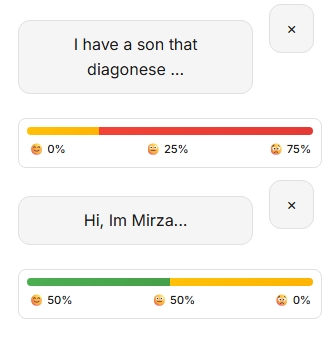 I have a son that
diagonese ...
×
😊 0% 😐 25% 😨 75%
Hi, Im Mirza...
×
😊 50% 😐 50% 😨 0%